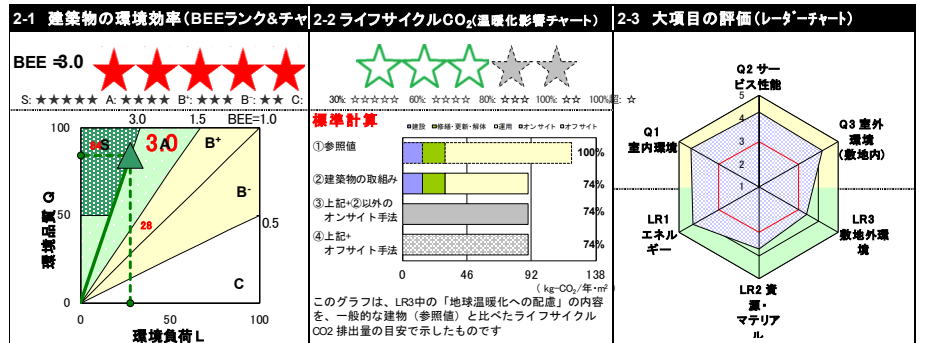 2-1 建築物の環境効率(BEEランク&チャ
BEE =3.0
S: ★★★★★ A: ★★★★ B⁺: ★★★ B⁻: ★★ C:
3.0 1.5 BEE=1.0
100
84
S
A
3.0
B⁺
B⁻
環境品質 Q
50
28
0.5
C
0
0 50 100
環境負荷 L
2-2 ライフサイクルCO₂(温暖化影響チャート)
30%: ☆☆☆☆☆ 60%: ☆☆☆☆ 80%: ☆☆☆ 100%: ☆☆ 100%超: ☆
標準計算
建設 修繕・更新・解体 運用 オンサイト オフサイト
①参照値
100%
②建築物の取組み
74%
③上記+②以外の
オンサイト手法
74%
④上記+
オフサイト手法
74%
0 46 92 138
( kg-CO₂/年・㎡ )
このグラフは、LR3中の「地球温暖化への配慮」の内容
を、一般的な建物(参照値)と比べたライフサイクル
CO2 排出量の目安で示したものです
2-3 大項目の評価(レーダーチャート)
Q2 サー
ビス性能
5
4
3
2
1
Q1
室内環境
Q3 室外
環境
(敷地内)
LR1
エネル
ギー
LR3
敷地外環
境
LR2 資
源・
マテリア
ル